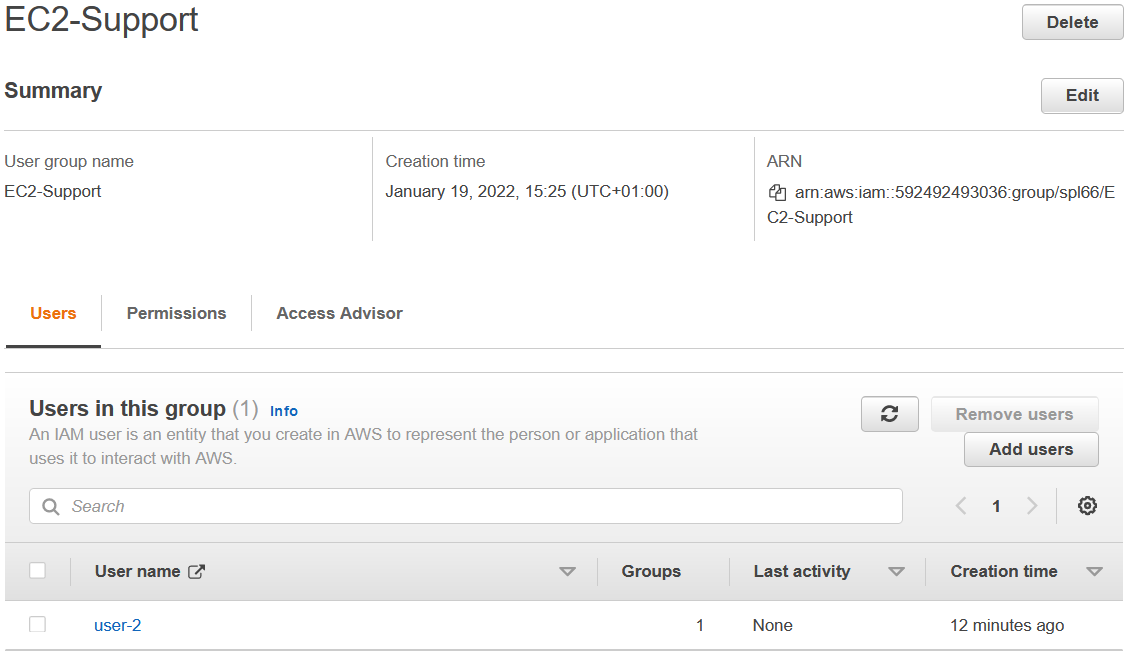 EC2-Support
Delete
Summary
Edit
User group name
EC2-Support
Creation time
January 19, 2022, 15:25 (UTC+01:00)
ARN
arn:aws:iam::592492493036:group/spl66/E
C2-Support
Users
Permissions
Access Advisor
Users in this group (1) Info
An IAM user is an entity that you create in AWS to represent the person or application that
uses it to interact with AWS.
Remove users
Add users
Search
1
User name
Groups
Last activity
Creation time
user-2
1
None
12 minutes ago